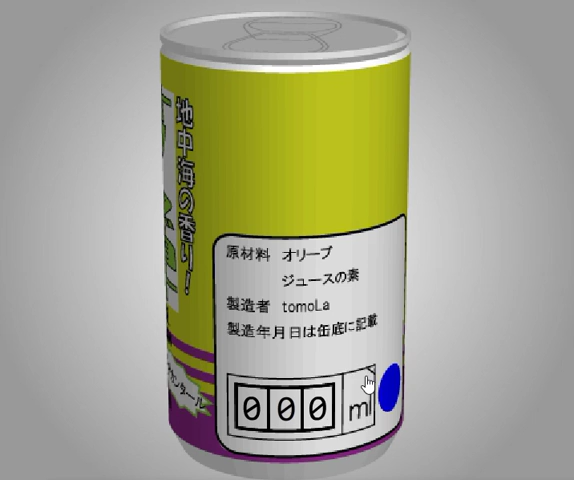 地中海の香り!
原材料 オリーブ
ジュースの素
製造者 tomoLa
製造年月日は缶底に記載
000 ml